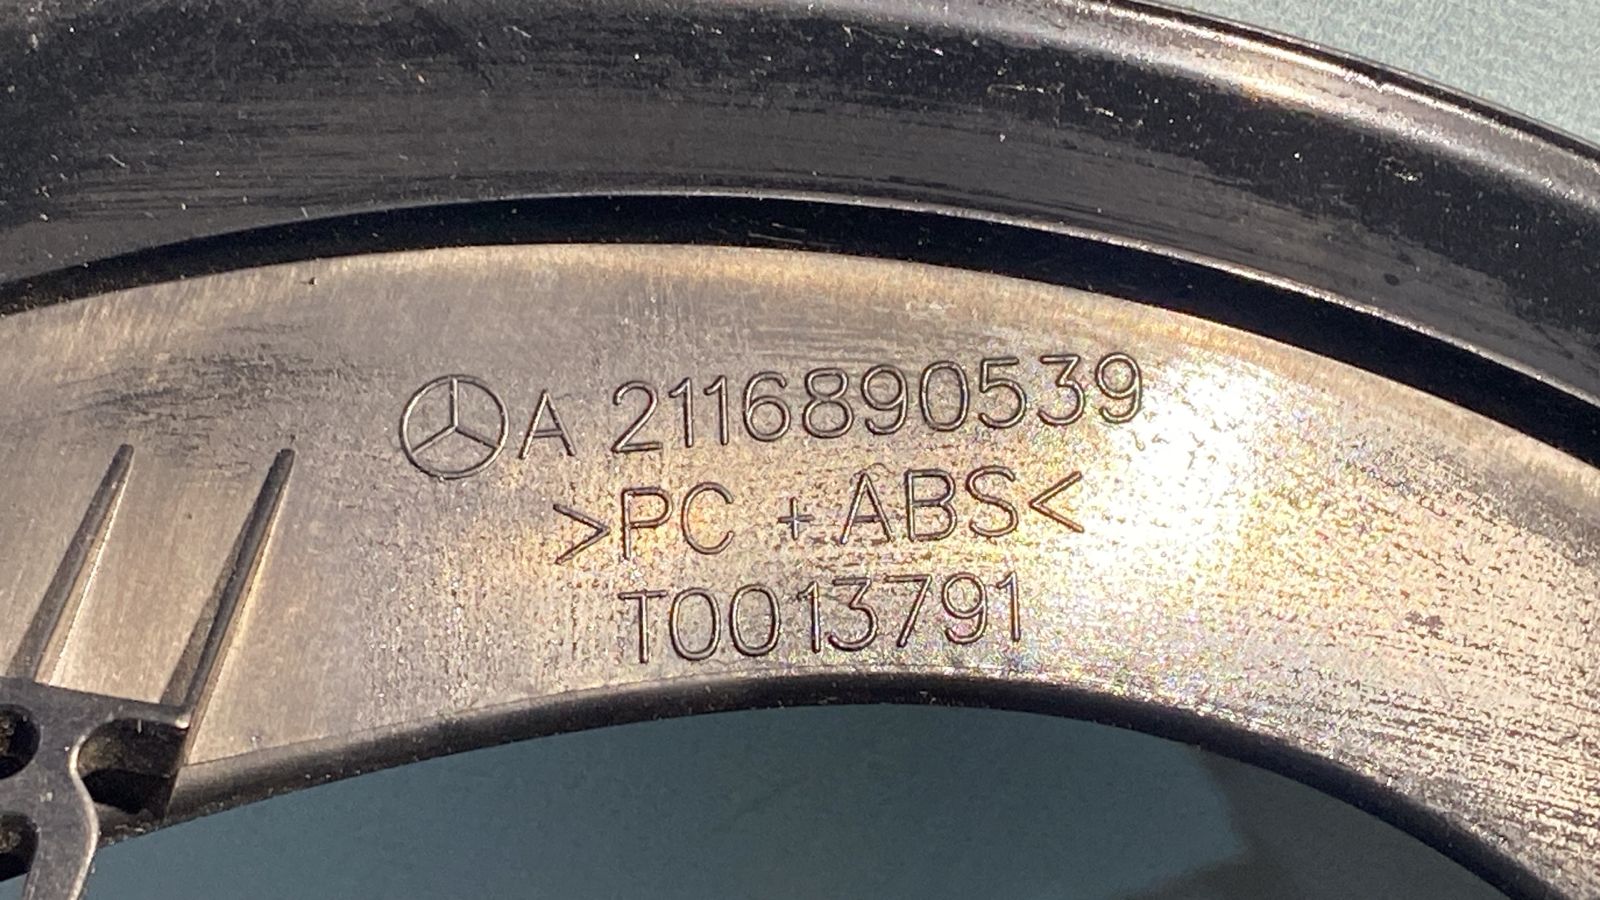 A 2116890539
>PC + ABS<
T0013791